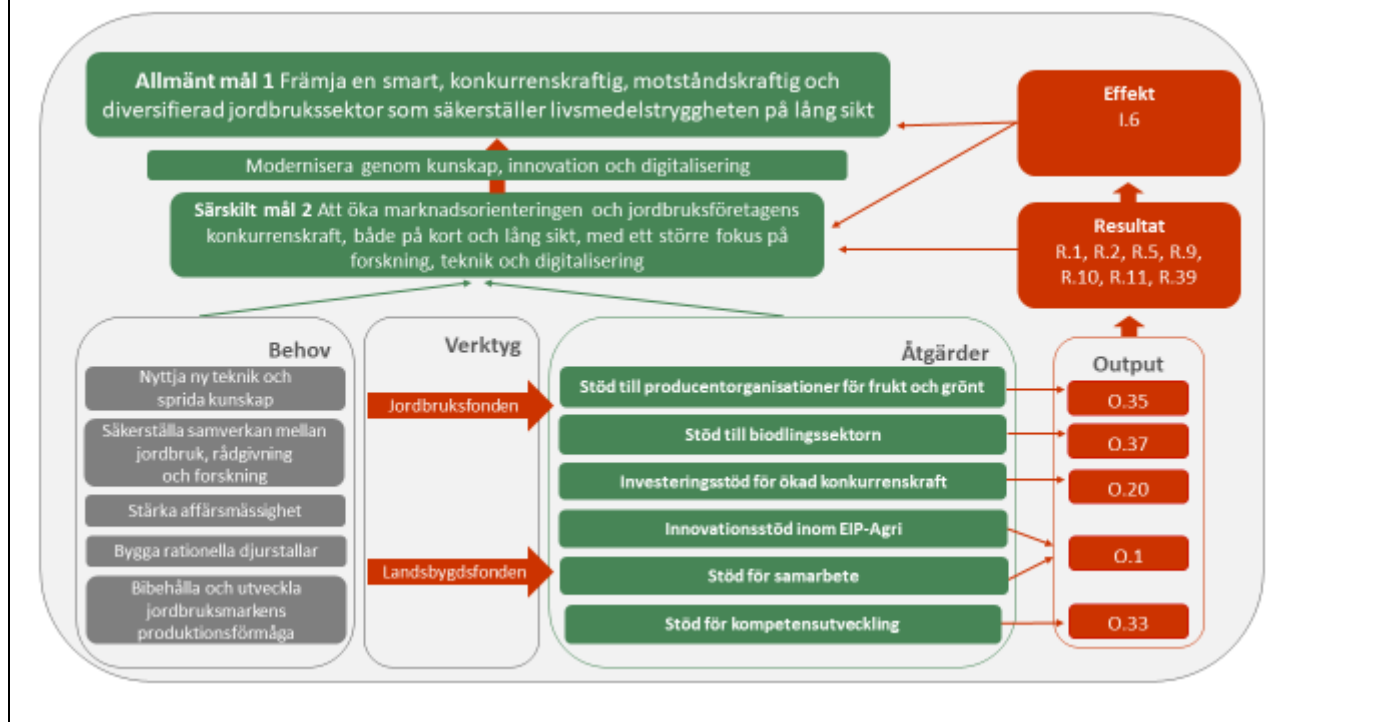 Allmänt mål 1 Främja en smart, konkurrenskraftig, motståndskraftig och
diversifierad jordbrukssektor som säkerställer livsmedelstryggheten på lång sikt
Modernisera genom kunskap, innovation och digitalisering
Särskilt mål 2 Att öka marknadsorienteringen och jordbruksföretagens
konkurrenskraft, både på kort och lång sikt, med ett större fokus på
forskning, teknik och digitalisering
Effekt
I.6
Resultat
R.1, R.2, R.5, R.9,
R.10, R.11, R.39
Behov
Nyttja ny teknik och
sprida kunskap
Säkerställa samverkan mellan
jordbruk, rådgivning
och forskning
Stärka affärsmässighet
Bygga rationella djurstallar
Bibehålla och utveckla
jordbruksmarkens
produktionsförmåga
Verktyg
Jordbruksfonden
Landsbygdsfonden
Åtgärder
Stöd till producentorganisationer för frukt och grönt
Stöd till biodlingssektorn
Investeringsstöd för ökad konkurrenskraft
Innovationsstöd inom EIP-Agri
Stöd för samarbete
Stöd för kompetensutveckling
Output
O.35
O.37
O.20
O.1
O.33